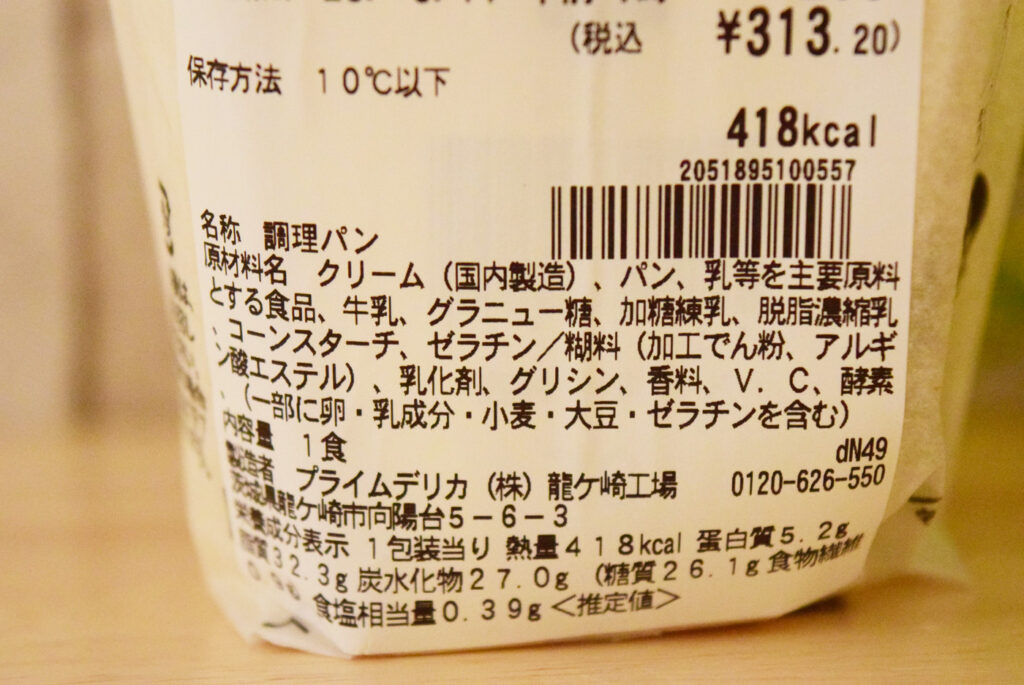 (税込 ¥313.20)
保存方法 10℃以下
418kcal
2051895100557
名称 調理パン
原材料名 クリーム(国内製造)、パン、乳等を主要原料
とする食品、牛乳、グラニュー糖、加糖練乳、脱脂濃縮乳
、コーンスターチ、ゼラチン/糊料(加工でん粉、アルギ
ン酸エステル)、乳化剤、グリシン、香料、V.C、酵素
、(一部に卵・乳成分・小麦・大豆・ゼラチンを含む)
内容量 1食
dN49
製造者 プライムデリカ(株)龍ケ崎工場 0120-626-550
茨城県龍ケ崎市向陽台5-6-3
栄養成分表示 1包装当り 熱量418kcal 蛋白質5.2g
脂質32.3g 炭水化物27.0g (糖質26.1g 食物繊維
0.9g 食塩相当量0.39g <推定値>